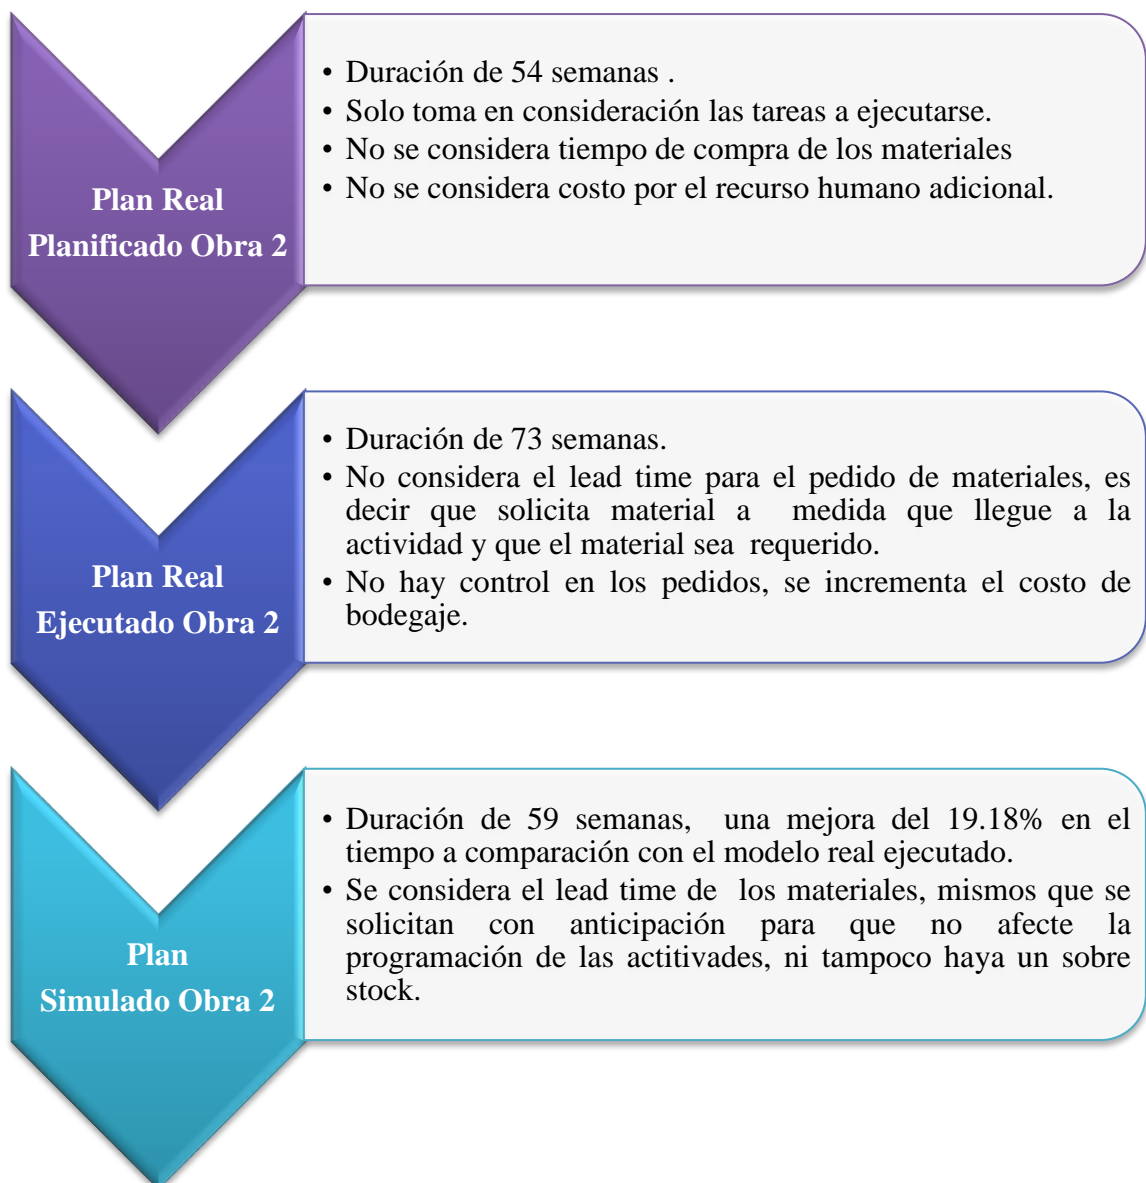 Plan Real
Planificado Obra 2
• Duración de 54 semanas .
• Solo toma en consideración las tareas a ejecutarse.
• No se considera tiempo de compra de los materiales
• No se considera costo por el recurso humano adicional.
Plan Real
Ejecutado Obra 2
• Duración de 73 semanas.
• No considera el lead time para el pedido de materiales, es
decir que solicita material a medida que llegue a la
actividad y que el material sea requerido.
• No hay control en los pedidos, se incrementa el costo de
bodegaje.
Plan
Simulado Obra 2
• Duración de 59 semanas, una mejora del 19.18% en el
tiempo a comparación con el modelo real ejecutado.
• Se considera el lead time de los materiales, mismos que se
solicitan con anticipación para que no afecte la
programación de las actitivades, ni tampoco haya un sobre
stock.